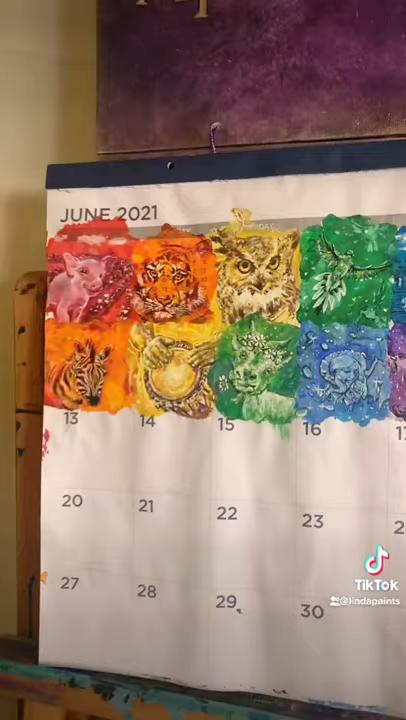 JUNE 2021
13 14 15 16
20 21 22 23
27 28 29 30
TikTok
@lindapaints